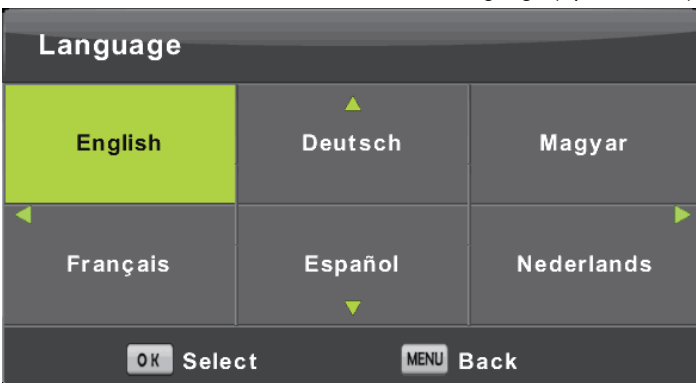 Language
English Deutsch Magyar
Français Español Nederlands
OK Select MENU Back